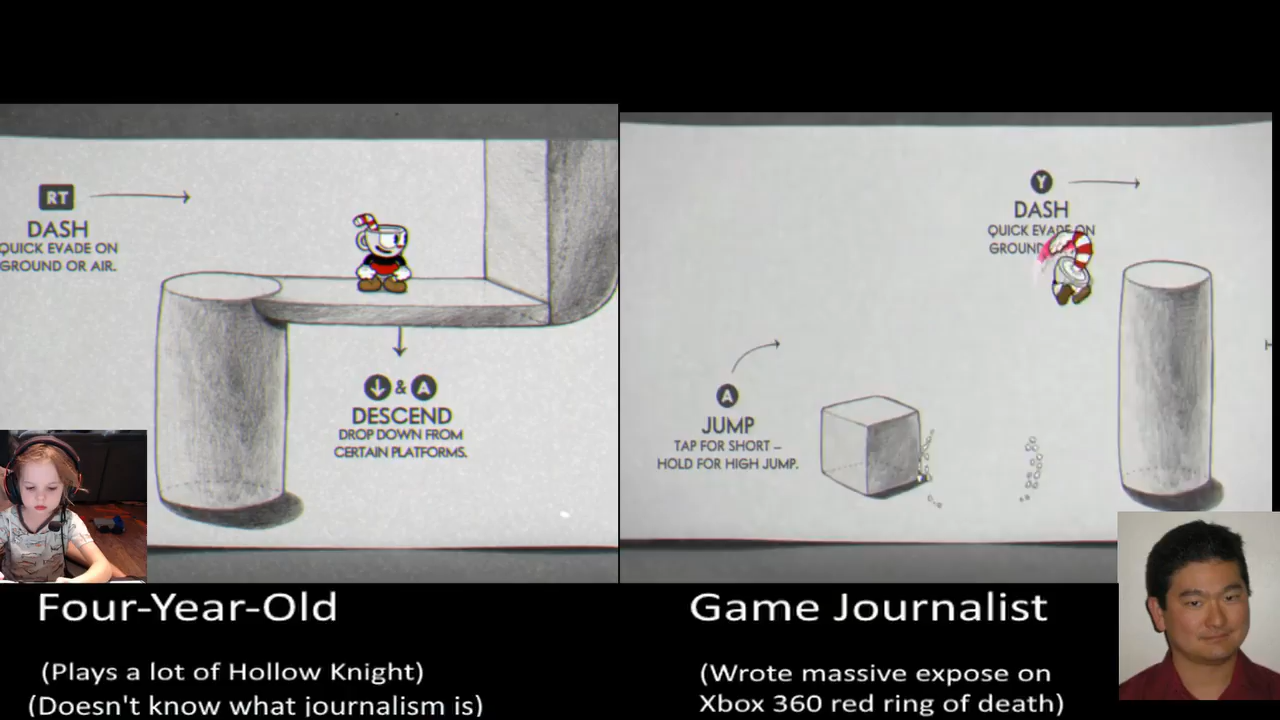 RT
DASH
QUICK EVADE ON
GROUND OR AIR.
↓ & A
DESCEND
DROP DOWN FROM
CERTAIN PLATFORMS.
Y
DASH
QUICK EVADE ON
GROUND
A
JUMP
TAP FOR SHORT –
HOLD FOR HIGH JUMP.
Four-Year-Old
(Plays a lot of Hollow Knight)
(Doesn't know what journalism is)
Game Journalist
(Wrote massive expose on
Xbox 360 red ring of death)